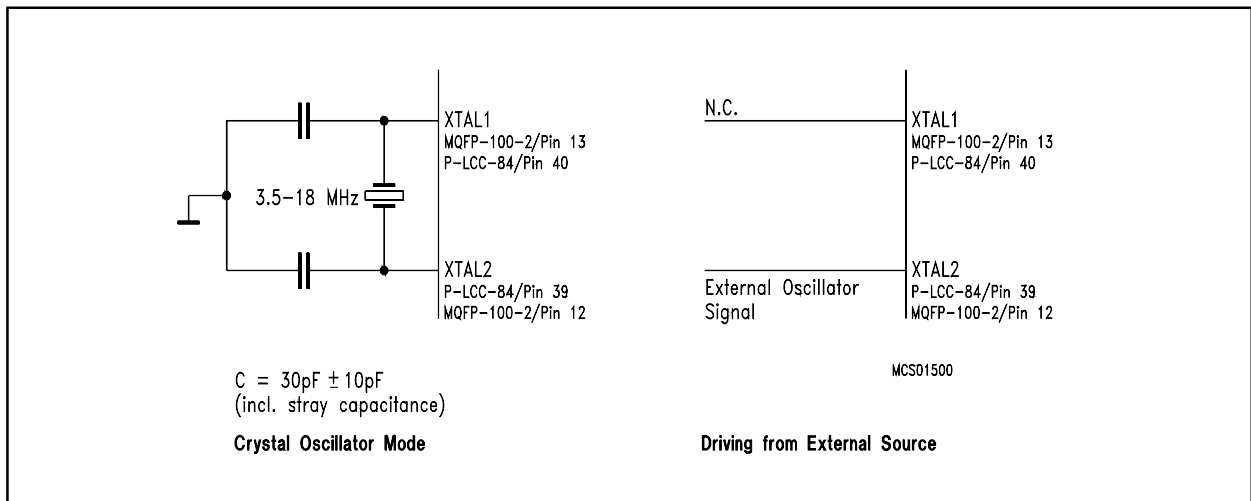 XTAL1
MQFP-100-2/Pin 13
P-LCC-84/Pin 40
3.5-18 MHz
XTAL2
P-LCC-84/Pin 39
MQFP-100-2/Pin 12
C = 30pF ± 10pF
(incl. stray capacitance)
Crystal Oscillator Mode
N.C.
XTAL1
MQFP-100-2/Pin 13
P-LCC-84/Pin 40
External Oscillator
Signal
XTAL2
P-LCC-84/Pin 39
MQFP-100-2/Pin 12
MCS01500
Driving from External Source